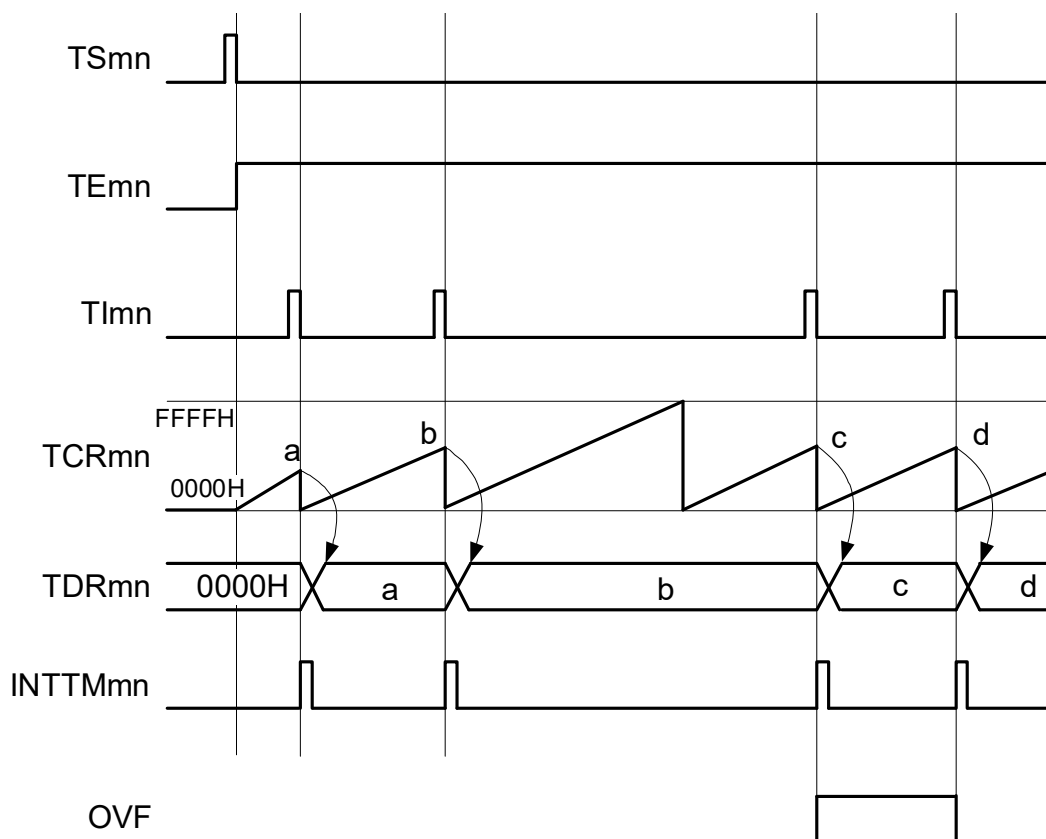 TSmn
TEmn
TImn
FFFFH
TCRmn
0000H
a
b
c
d
TDRmn
0000H
a
b
c
d
INTTMmn
OVF